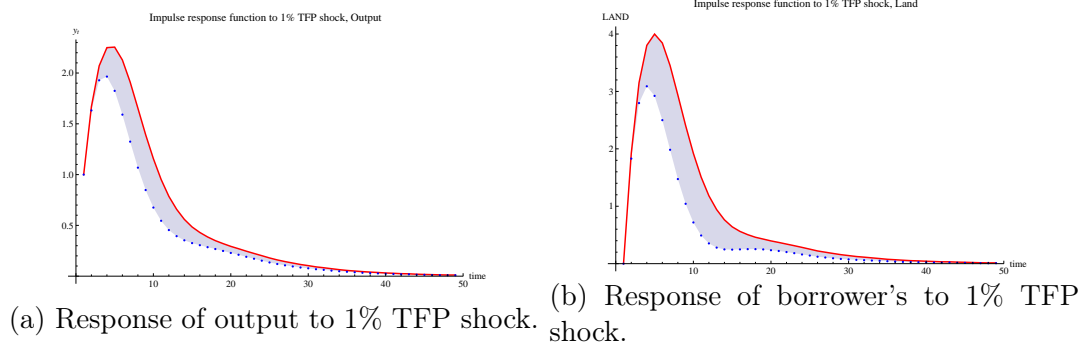 Impulse response function to 1% TFP shock, Output
yₜ
2.0
1.5
1.0
0.5
10
20
30
40
50
time
(a) Response of output to 1% TFP shock.
Impulse response function to 1% TFP shock, Land
LAND
4
3
2
1
0
10
20
30
40
50
time
(b) Response of borrower's to 1% TFP
shock.